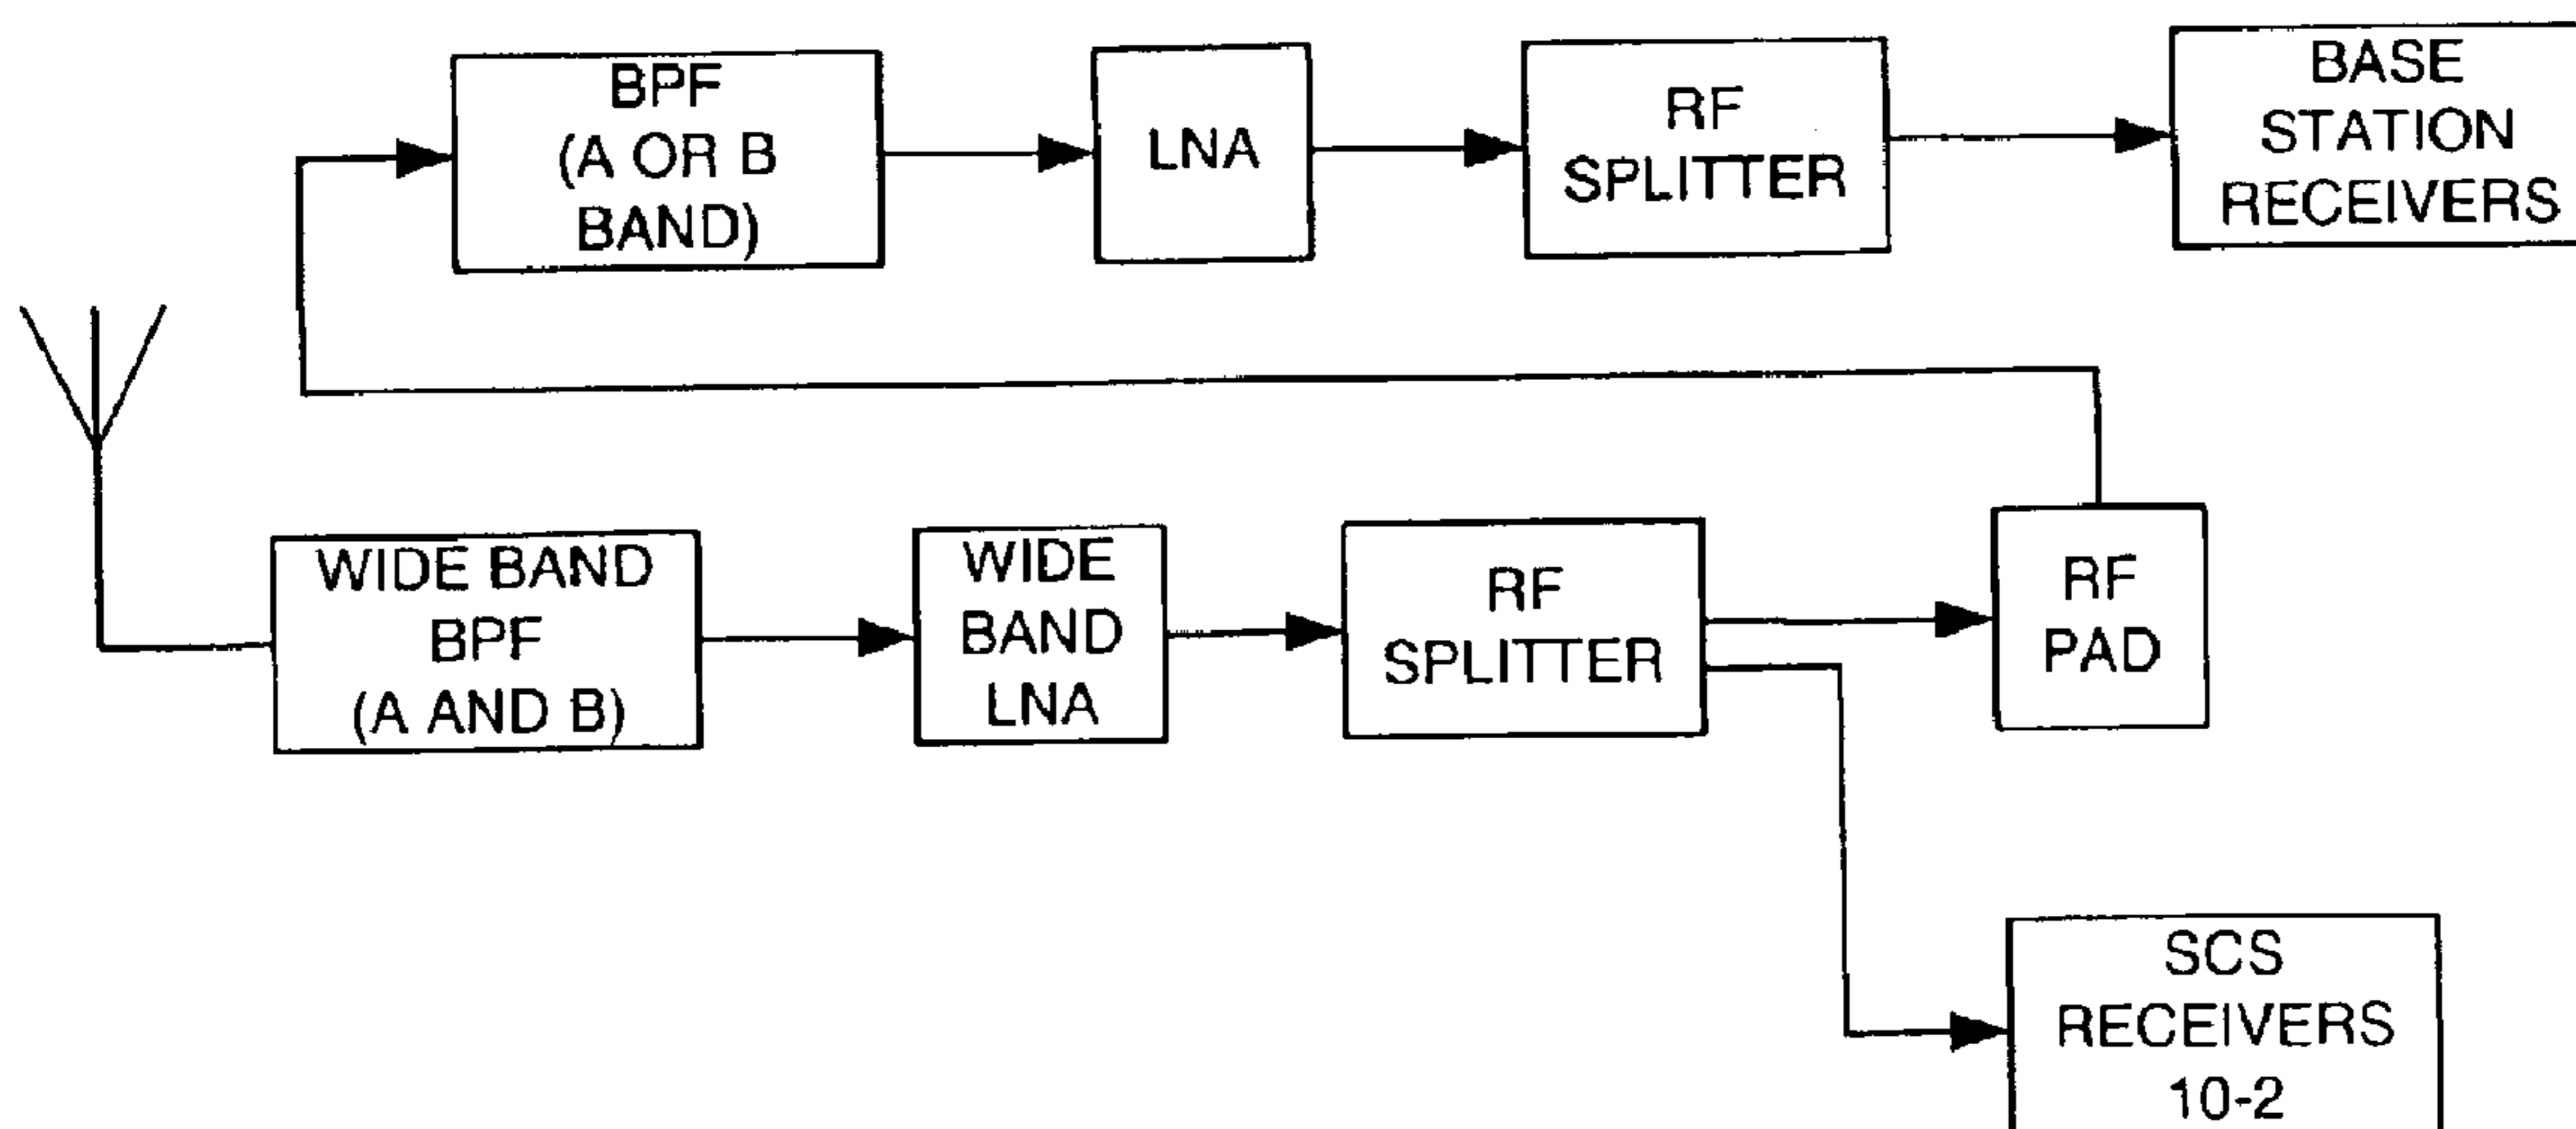 BPF
(A OR B
BAND)
LNA
RF
SPLITTER
BASE
STATION
RECEIVERS
WIDE BAND
BPF
(A AND B)
WIDE
BAND
LNA
RF
SPLITTER
RF
PAD
SCS
RECEIVERS
10-2